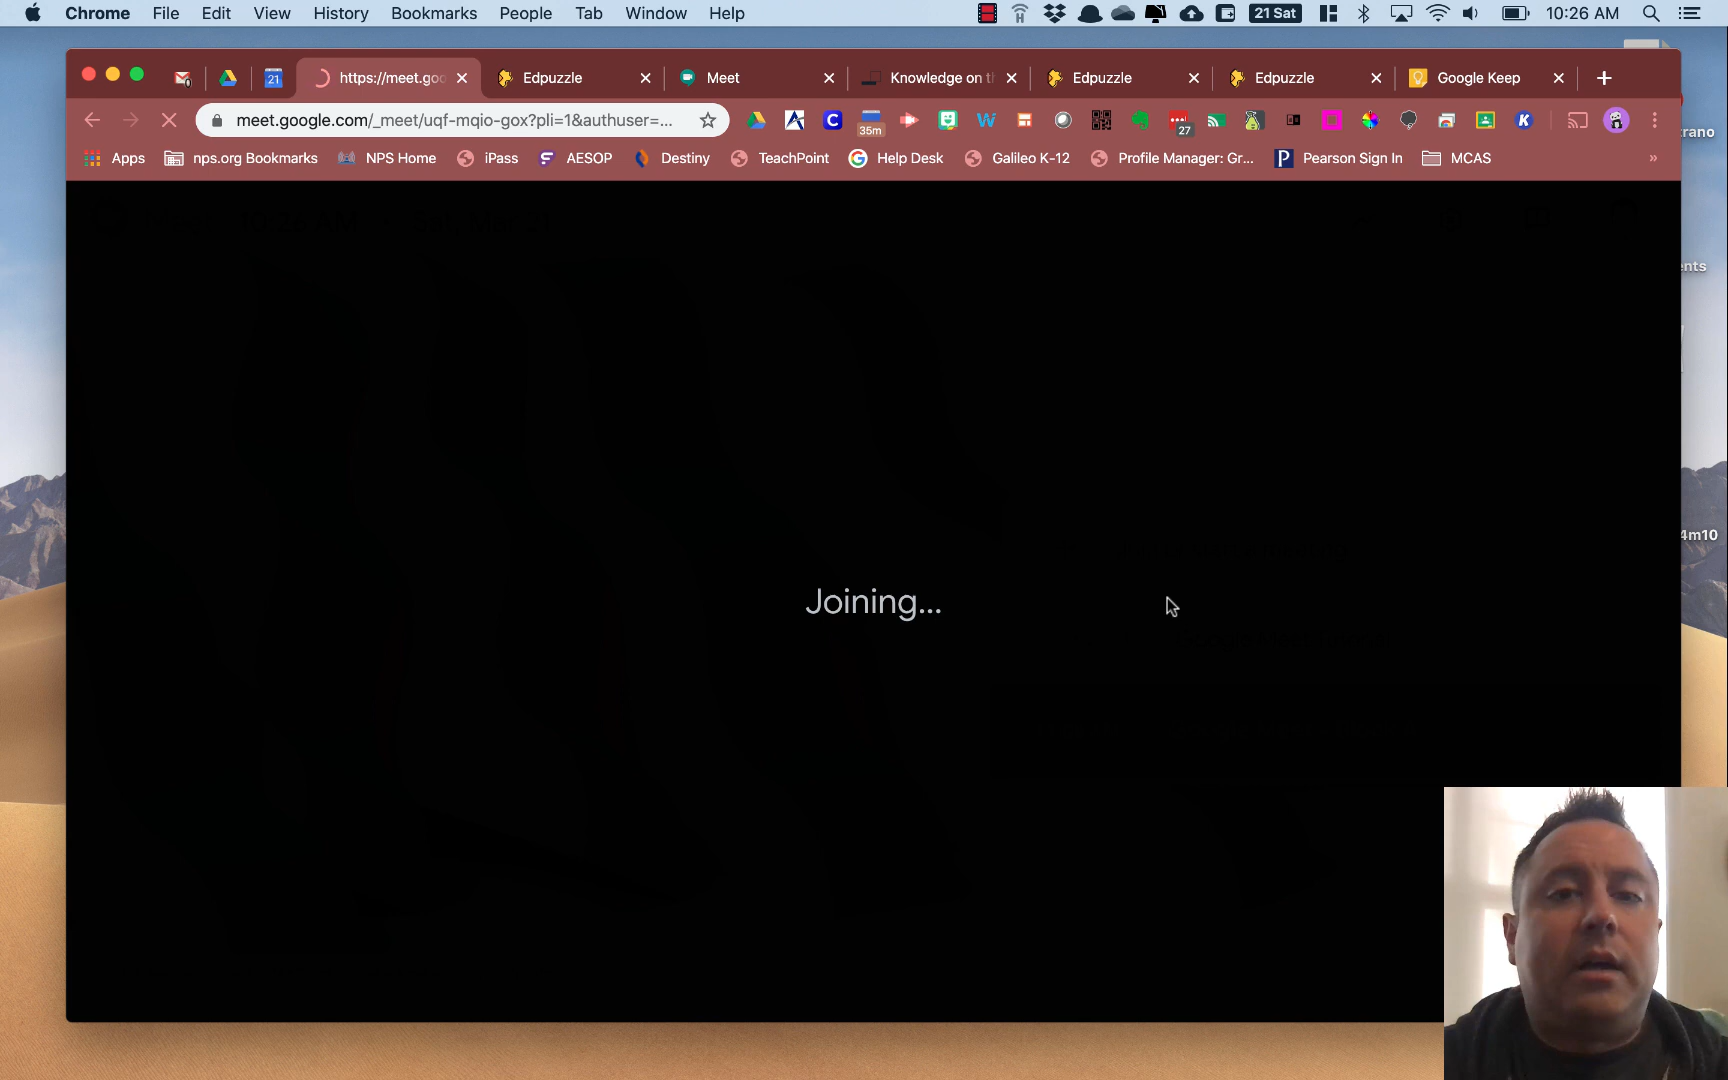 Chrome File Edit View History Bookmarks People Tab Window Help 21 Sat 10:26 AM
21 https://meet.goo Edpuzzle Meet Knowledge on t Edpuzzle Edpuzzle Google Keep
meet.google.com/_meet/uqf-mqio-gox?pli=1&authuser=... 35m 27
Apps nps.org Bookmarks NPS Home iPass AESOP Destiny TeachPoint Help Desk Galileo K-12 Profile Manager: Gr... Pearson Sign In MCAS »
rano
ents
4m10
Joining...